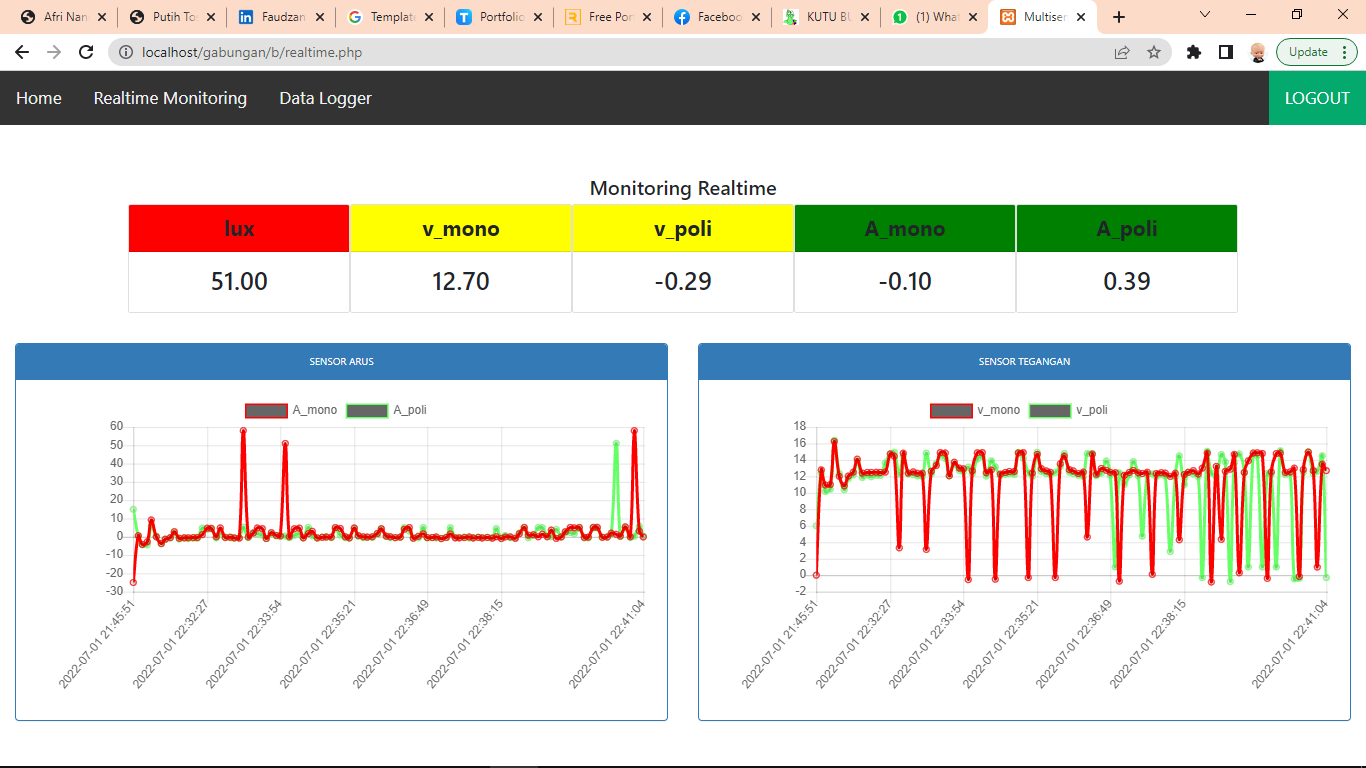 Afri Nan
Putih To
Faudzan
Templat
Portfolio
Free Por
Faceboo
KUTU BU
(1) What
Multiser
localhost/gabungan/b/realtime.php
Update
Home Realtime Monitoring Data Logger LOGOUT
Monitoring Realtime
lux v_mono v_poli A_mono A_poli
51.00 12.70 -0.29 -0.10 0.39
SENSOR ARUS
A_mono A_poli
60
50
40
30
20
10
0
-10
-20
-30
2022-07-01 21:45:51
2022-07-01 22:32:27
2022-07-01 22:33:54
2022-07-01 22:35:21
2022-07-01 22:36:49
2022-07-01 22:38:15
2022-07-01 22:41:04
SENSOR TEGANGAN
v_mono v_poli
18
16
14
12
10
8
6
4
2
0
-2
2022-07-01 21:45:51
2022-07-01 22:32:27
2022-07-01 22:33:54
2022-07-01 22:35:21
2022-07-01 22:36:49
2022-07-01 22:38:15
2022-07-01 22:41:04